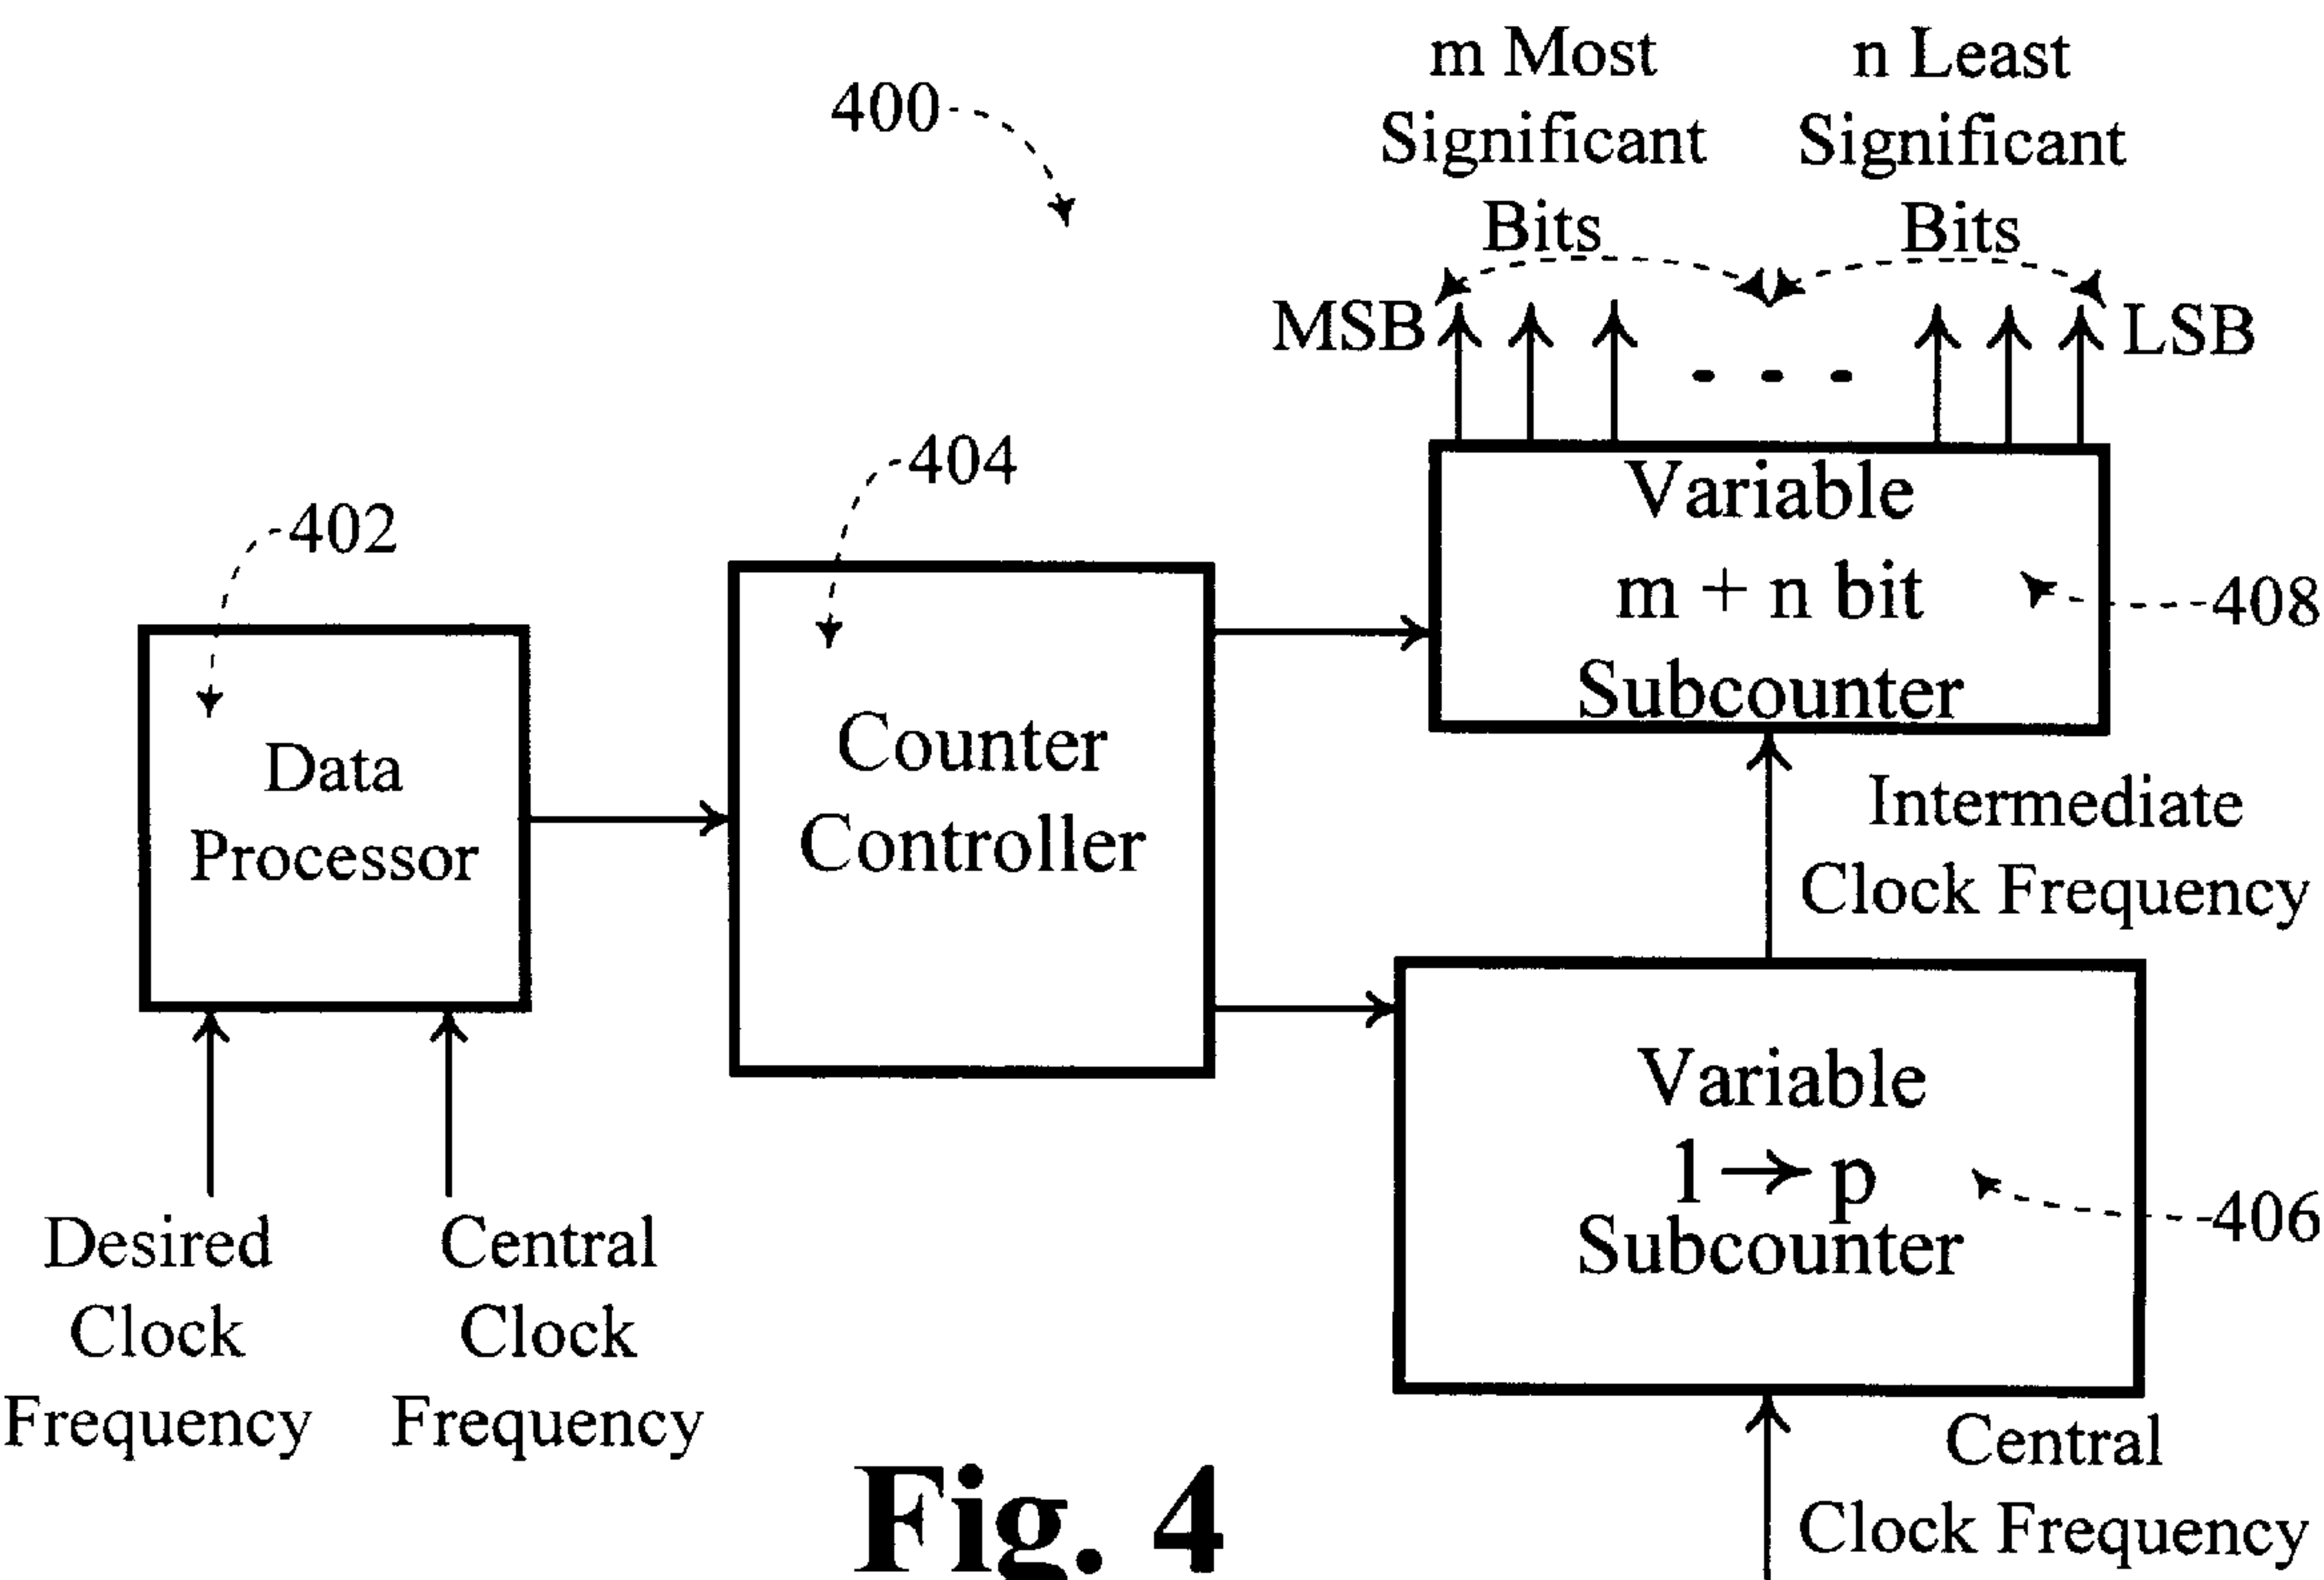 400
m Most
Significant
Bits
n Least
Significant
Bits
MSB
LSB
- - -
402
404
Data
Processor
Counter
Controller
Variable
m + n bit
Subcounter
408
Intermediate
Clock Frequency
Variable
1 → p
Subcounter
406
Desired
Clock
Frequency
Central
Clock
Frequency
Central
Clock Frequency
Fig. 4